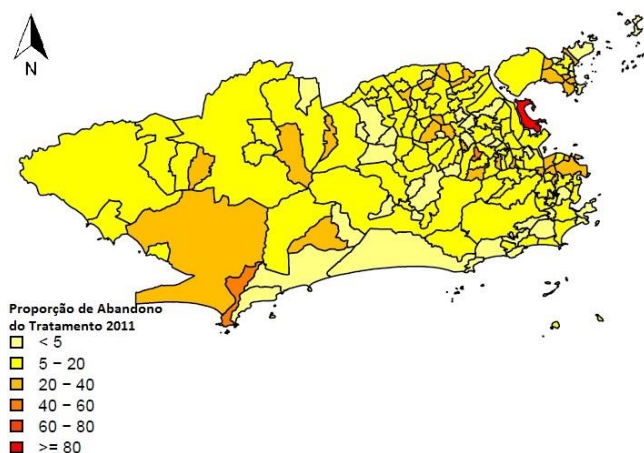 N
Proporção de Abandono
do Tratamento 2011
< 5
5 – 20
20 – 40
40 – 60
60 – 80
>= 80